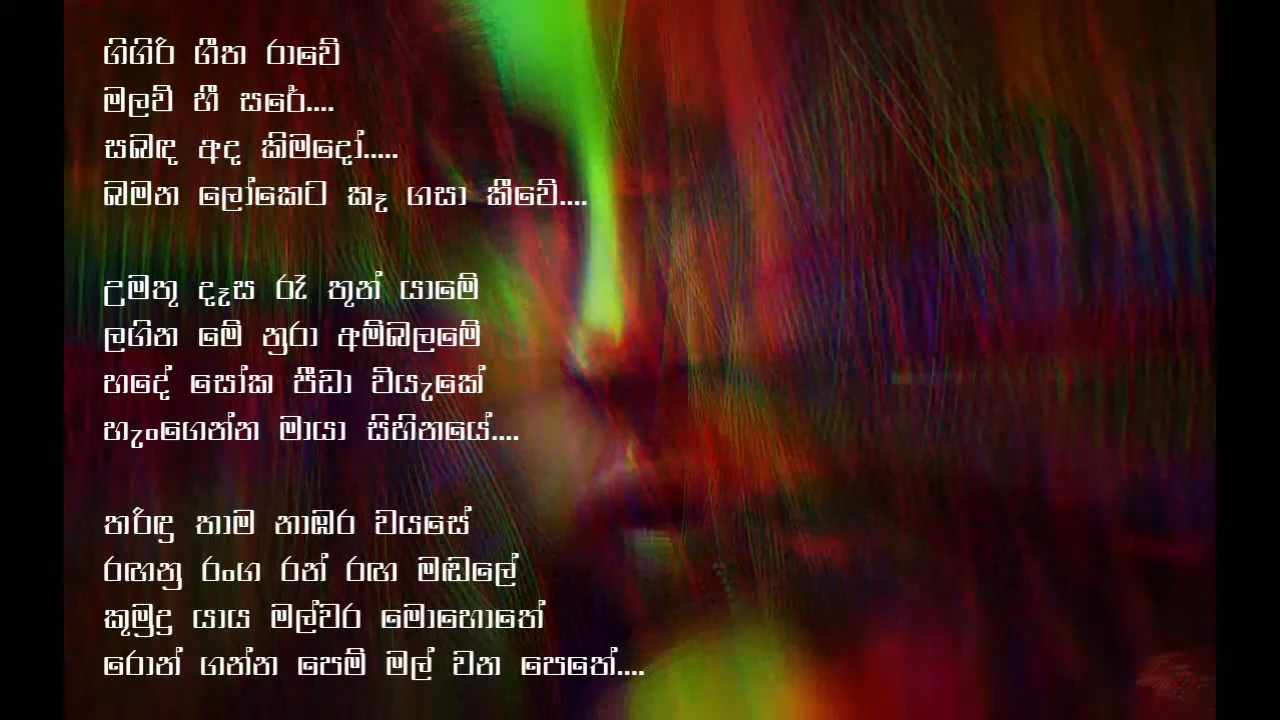 ගිගිරි ගීත රාවේ
මලවි හී සරේ....
සබඳ අද කිමදෝ.....
බමන ලෝකෙට කෑ ගසා කීවේ....
උමතු දෑස රෑ තුන් යාමේ
ලගින මේ නුරා අම්බලමේ
හදේ සෝක පීඩා වියැකේ
හැංගෙන්න මායා සිහිනයේ....
තරිඳු තාම නාඹර වයසේ
රඟනු රංග රන් රඟ මඬලේ
කුමුදු යාය මල්වර මොහොතේ
රොන් ගන්න පෙම් මල් වන පෙතේ....